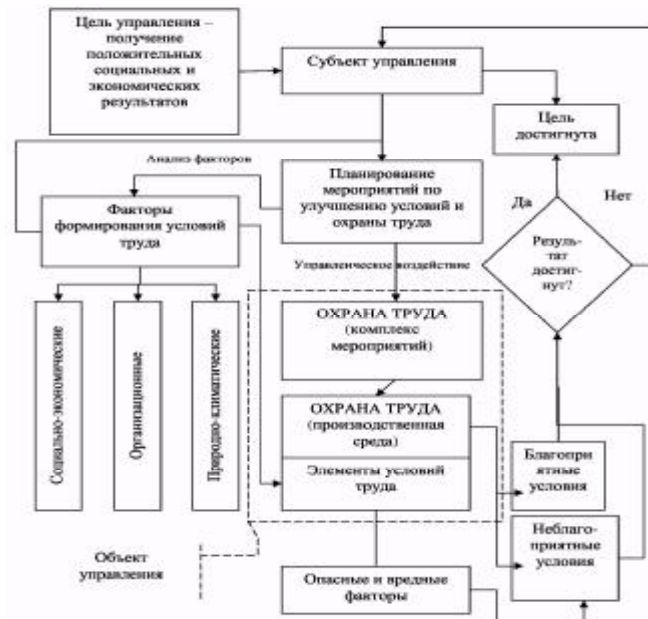 Цель управления –
получение
положительных
социальных и
экономических
результатов
Субъект управления
Цель
достигнута
Анализ факторов
Планирование
мероприятий по
улучшению условий и
охраны труда
Да
Нет
Факторы
формирования условий
труда
Резуль-
тат
достиг-
нут?
Управленческое воздействие
Социально-экономические
Организационные
Природно-климатические
ОХРАНА ТРУДА
(комплекс
мероприятий)
ОХРАНА ТРУДА
(производственная
среда)
Элементы условий
труда
Благопри
ятные
условия
Неблаго-
приятные
условия
Объект
управления
Опасные и вредные
факторы